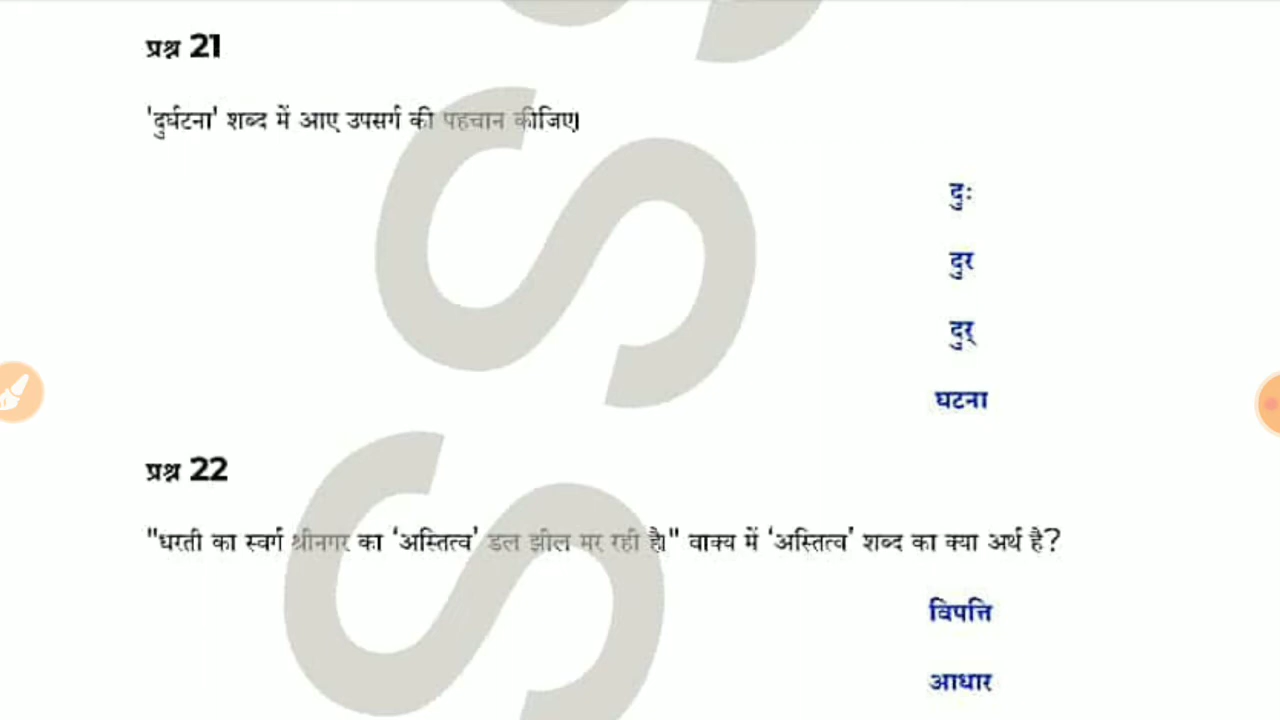 प्रश्न 21
'दुर्घटना' शब्द में आए उपसर्ग की पहचान कीजिए।
दुः
दुर
दुर्
घटना
प्रश्न 22
"धरती का स्वर्ग श्रीनगर का ‘अस्तित्व’ डल झील मर रही है।" वाक्य में ‘अस्तित्व’ शब्द का क्या अर्थ है?
विपत्ति
आधार